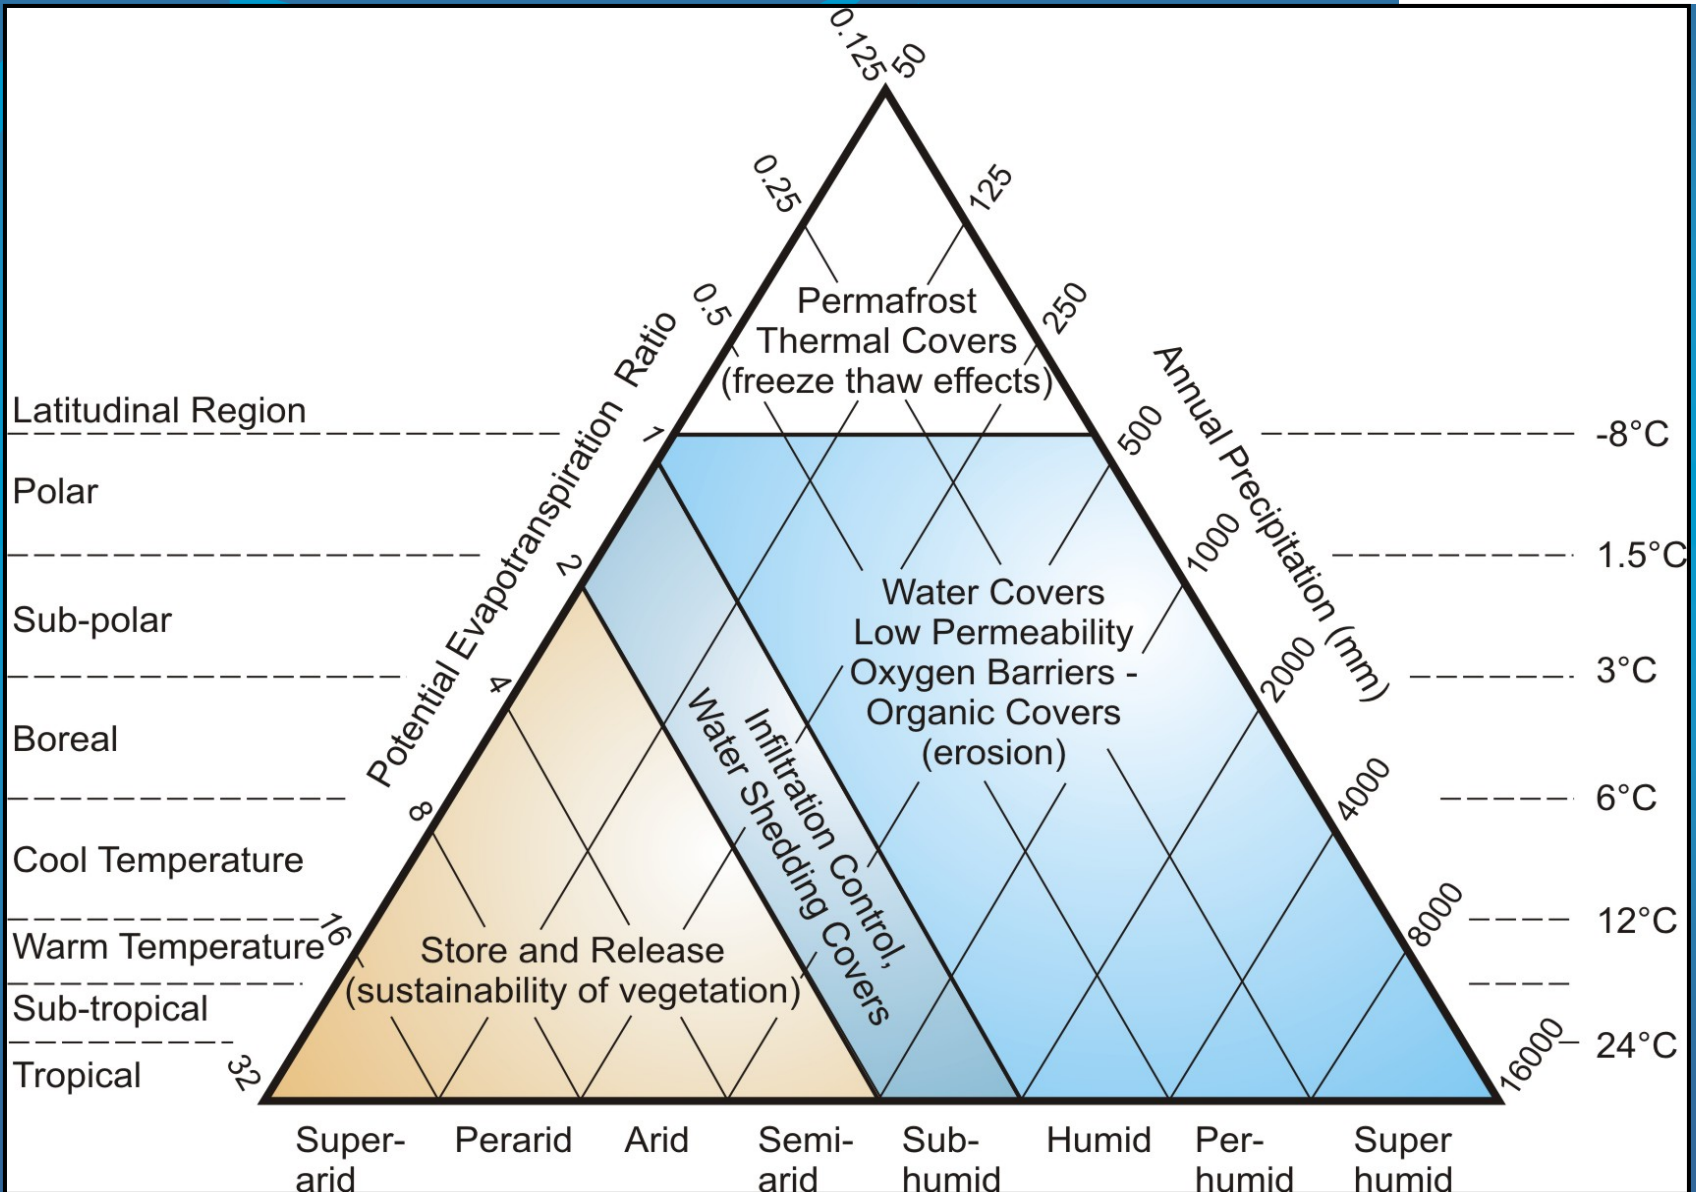 0.125
50
0.25
125
0.5
250
Permafrost
Thermal Covers
(freeze thaw effects)
Potential Evapotranspiration Ratio
Annual Precipitation (mm)
Latitudinal Region
1
500
-8°C
Polar
2
1000
1.5°C
Sub-polar
Water Covers
Low Permeability
Oxygen Barriers -
Organic Covers
(erosion)
4
2000
3°C
Boreal
Infiltration Control,
Water Shedding Covers
8
4000
6°C
Cool Temperature
16
8000
12°C
Warm Temperature
Store and Release
(sustainability of vegetation)
Sub-tropical
32
16000
24°C
Tropical
Super-
arid
Perarid
Arid
Semi-
arid
Sub-
humid
Humid
Per-
humid
Super
humid